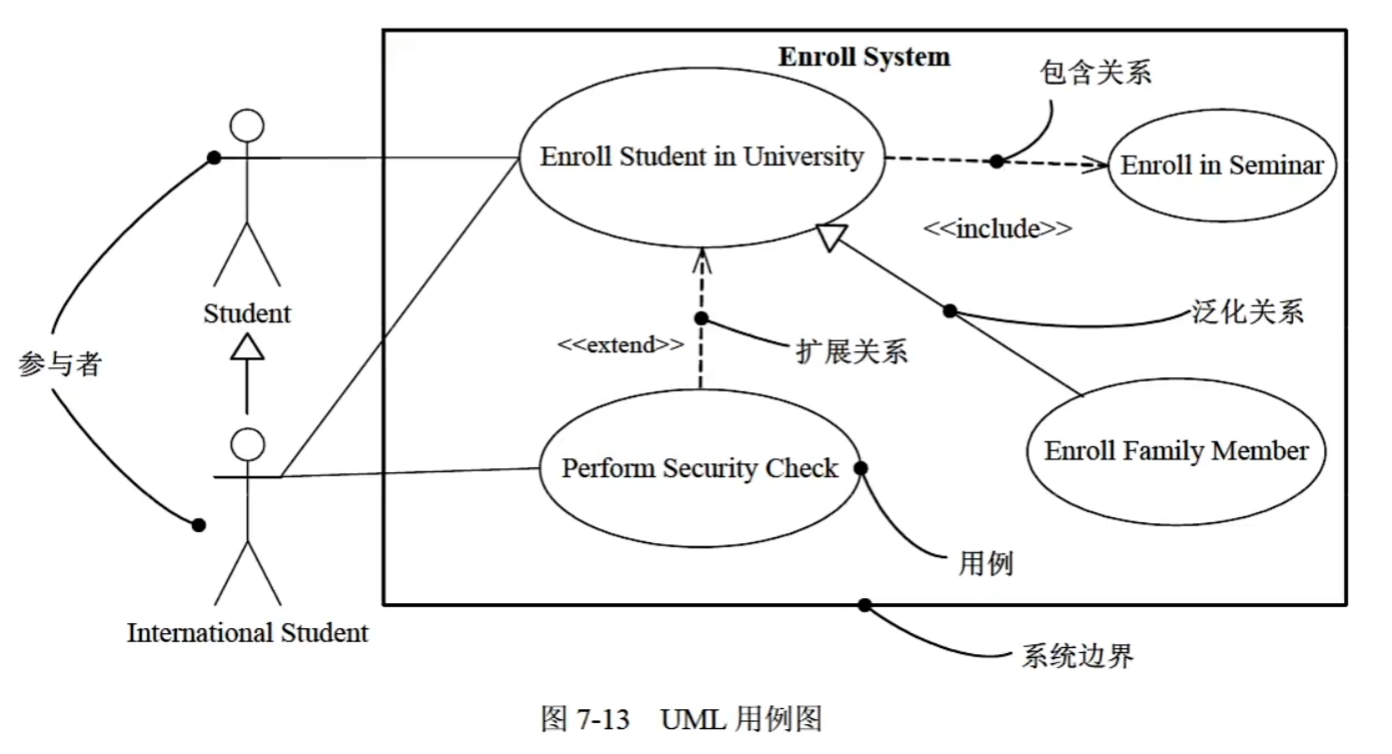 Enroll System
包含关系
Enroll Student in University
Enroll in Seminar
<<include>>
Student
泛化关系
<<extend>>
扩展关系
参与者
Enroll Family Member
Perform Security Check
用例
International Student
系统边界
图 7-13 UML 用例图